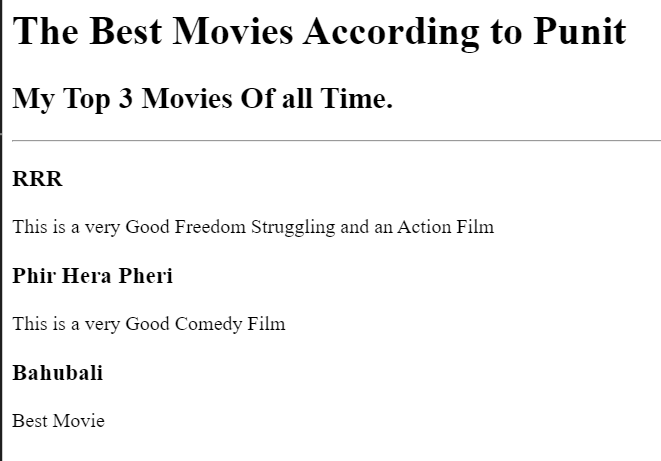 The Best Movies According to Punit
My Top 3 Movies Of all Time.
RRR
This is a very Good Freedom Struggling and an Action Film
Phir Hera Pheri
This is a very Good Comedy Film
Bahubali
Best Movie